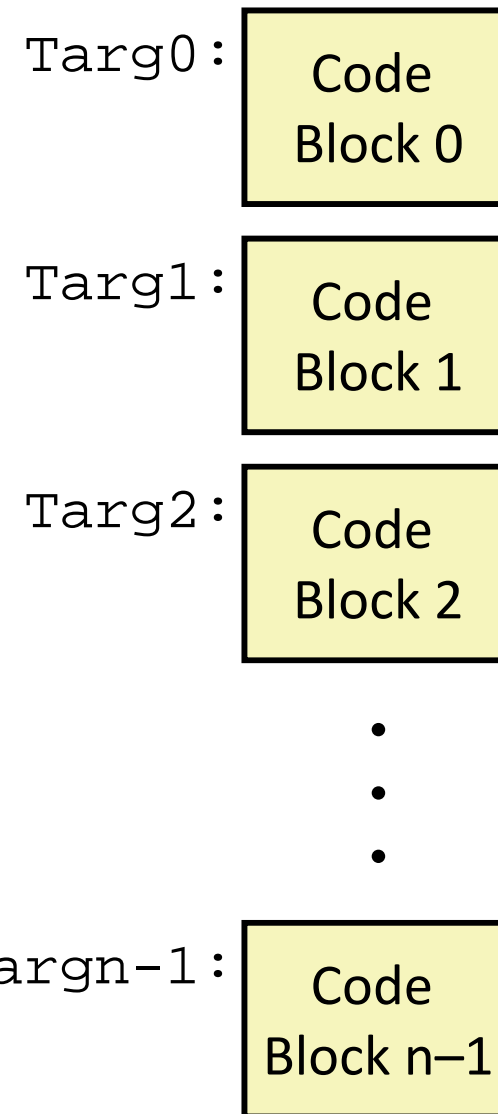 Targ0:
Code
Block 0
Targ1:
Code
Block 1
Targ2:
Code
Block 2
argn-1:
Code
Block n–1